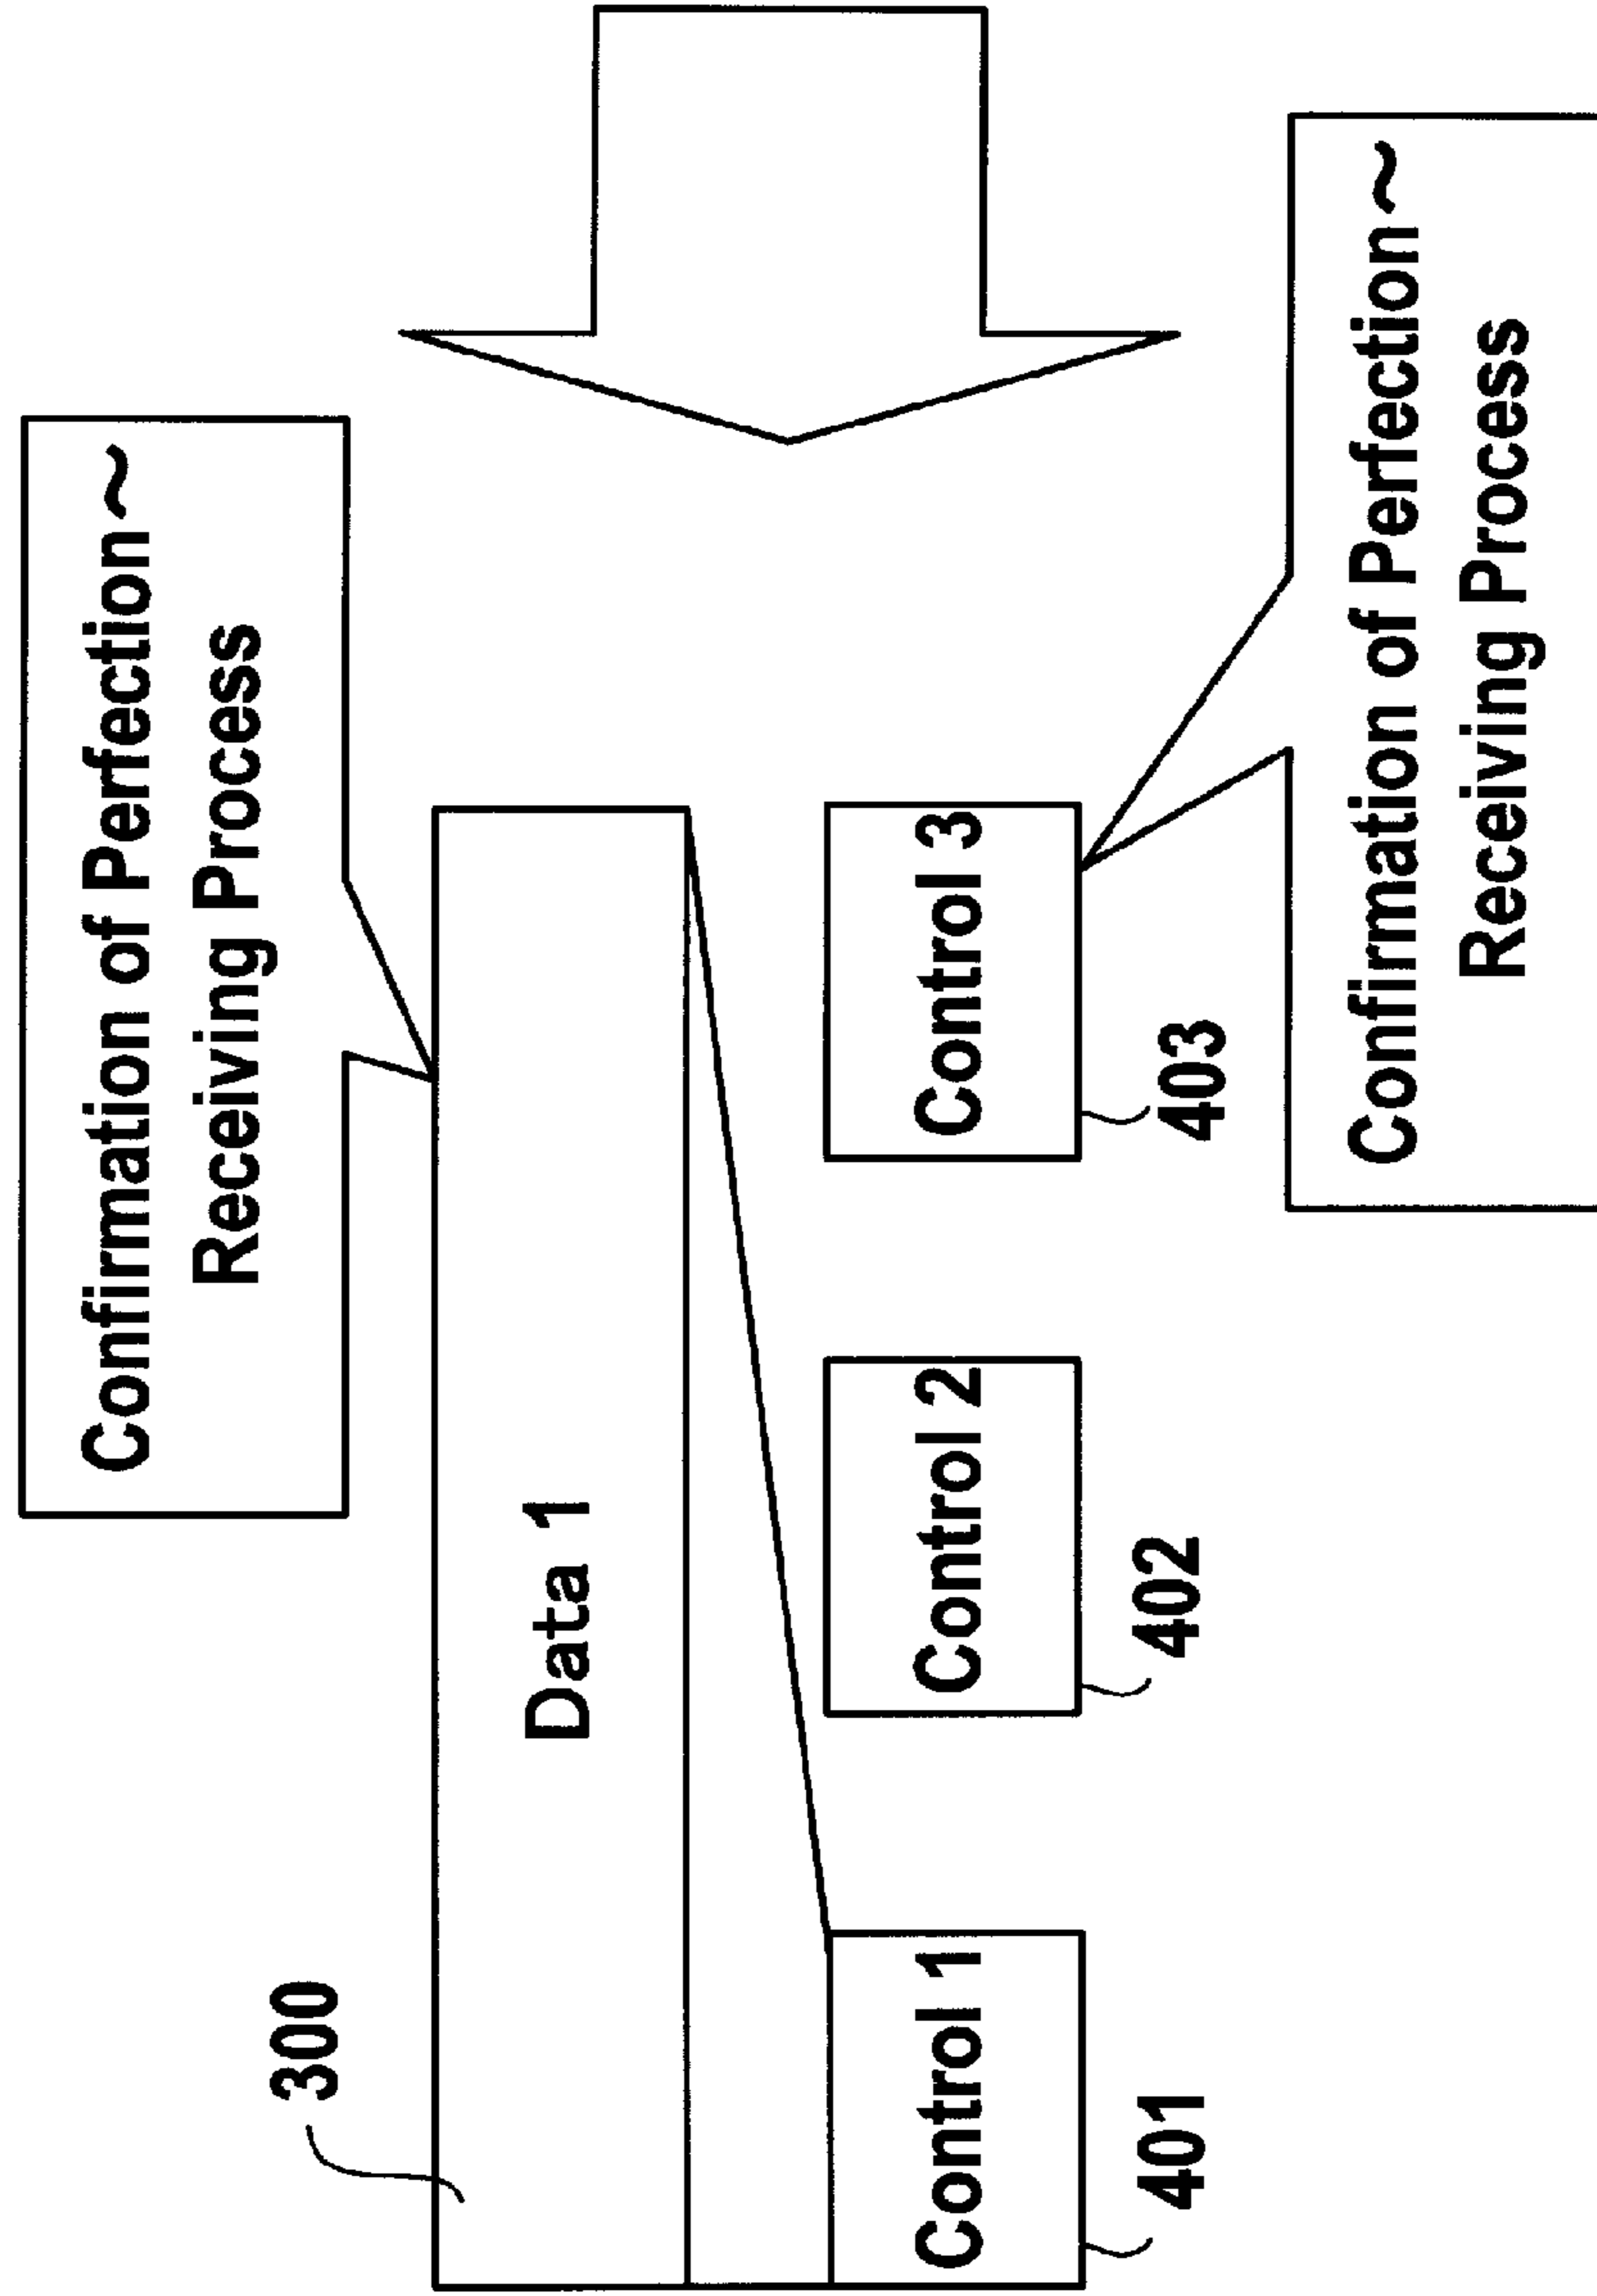 Confirmation of Perfection~
Receiving Process
300
Data 1
Control 1
Control 2
Control 3
401
402
403
Confirmation of Perfection~
Receiving Process